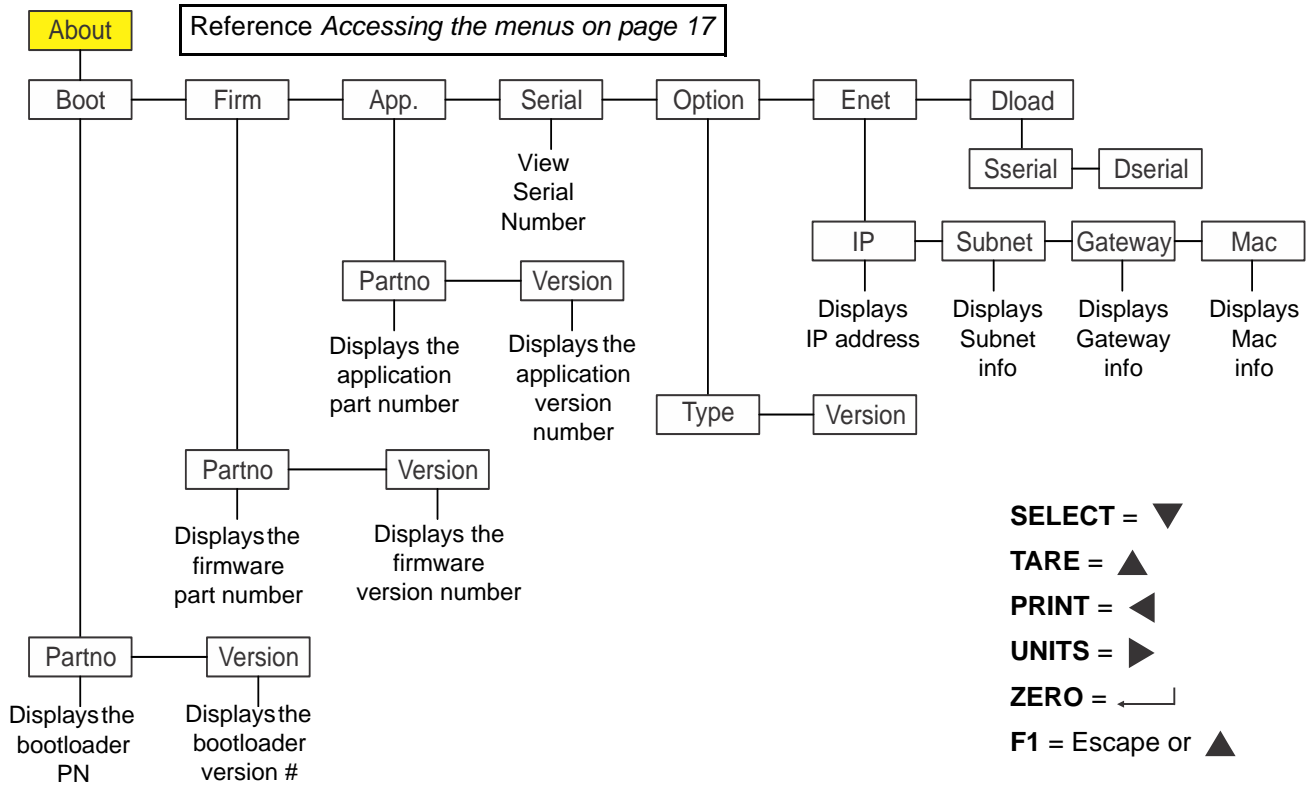 About
Reference Accessing the menus on page 17
Boot
Firm
App.
Serial
Option
Enet
Dload
View
Serial
Number
Sserial
Dserial
IP
Subnet
Gateway
Mac
Displays
IP address
Displays
Subnet
info
Displays
Gateway
info
Displays
Mac
info
Partno
Version
Displays the
application
part number
Displays the
application
version
number
Type
Version
Partno
Version
Displays the
firmware
part number
Displays the
firmware
version number
Partno
Version
Displays the
bootloader
PN
Displays the
bootloader
version #
SELECT = ▼
TARE = ▲
PRINT = ◀
UNITS = ▶
ZERO = ↵
F1 = Escape or ▲